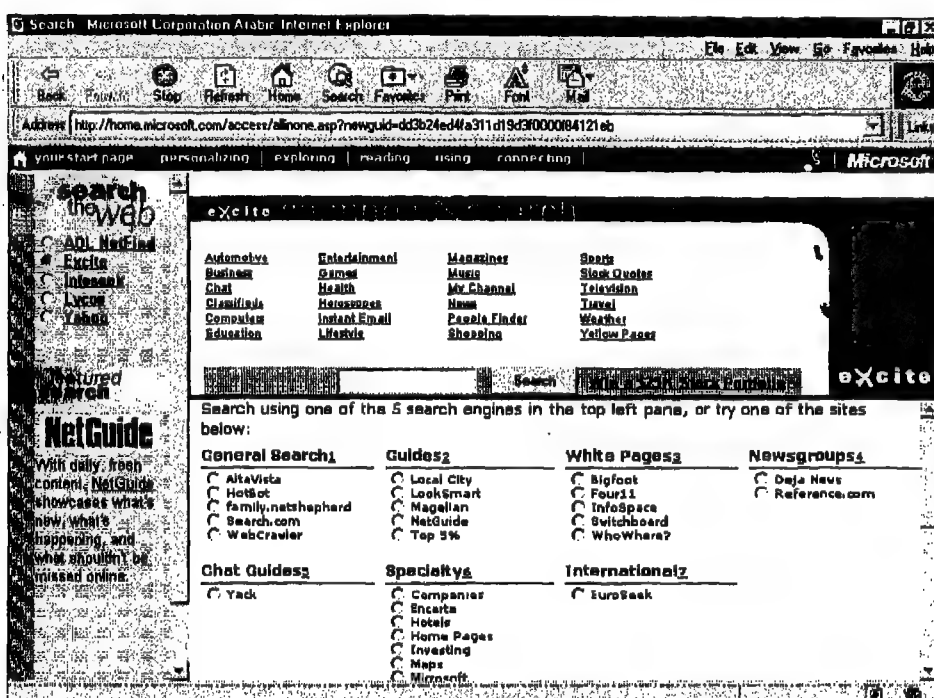 Search - Microsoft Corporation Arabic Internet Explorer
File Edit View Go Favorites Help
Back Forward Stop Refresh Home Search Favorites Print Font Mail
Address http://home.microsoft.com/access/allinone.asp?newguid=dd3b24ed4fa311d19d3f0000f84121eb Links
your start page personalizing | exploring | reading using connecting | Microsoft
search
the web
AOL NetFind
Excite
Infoseek
Lycos
Yahoo
featured
search
NetGuide
With daily, fresh
content, NetGuide
showcases what's
new, what's
happening, and
what shouldn't be
missed online.
excite
Automotive Entertainment Magazines Sports
Business Games Music Stock Quotes
Chat Health My Channel Television
Classifieds Horoscopes News Travel
Computers Instant Email People Finder Weather
Education Lifestyle Shopping Yellow Pages
Search Win a $25K Stock Portfolio
excite
Search using one of the 5 search engines in the top left pane, or try one of the sites
below:
General Search1 Guides2 White Pages3 Newsgroups4
AltaVista Local City Bigfoot Deja News
HotBot LookSmart Four11 Reference.com
family.netshepherd Magellan InfoSpace
Search.com NetGuide Switchboard
WebCrawler Top 5% WhoWhere?
Chat Guides5 Specialty6 International7
Yack Companies EuroSeek
Encarta
Hotels
Home Pages
Investing
Maps
Microsoft